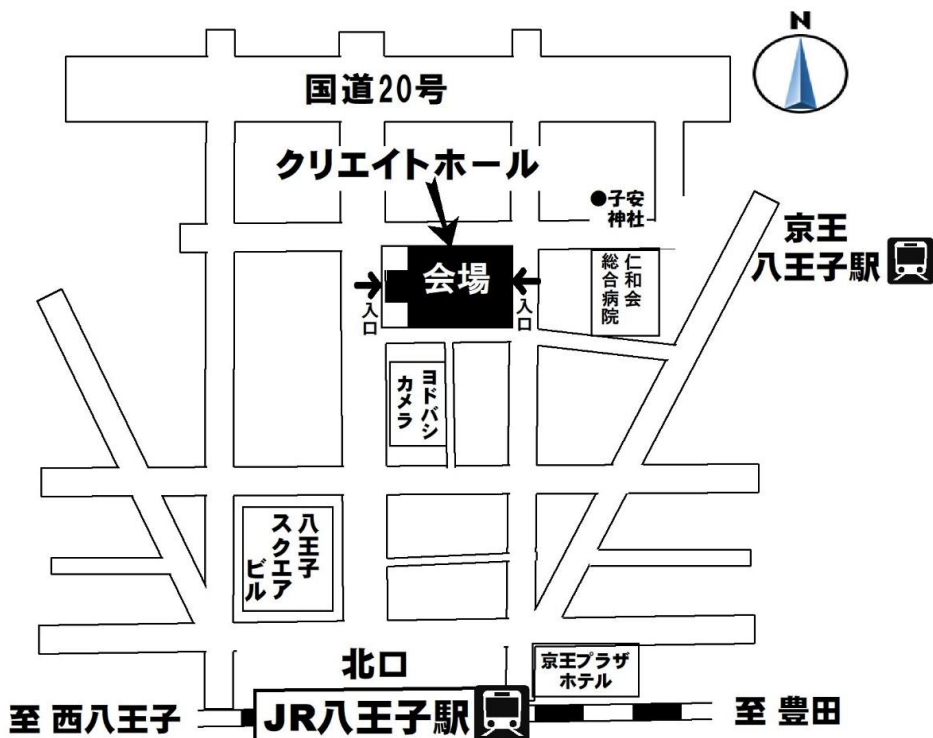 N
国道20号
クリエイトホール
●子安
神社
京王
八王子駅
会場
入口
入口
仁和会
総合病院
ヨドバシ
カメラ
八王子
スクエア
ビル
北口
京王プラザ
ホテル
至 西八王子
JR八王子駅
至 豊田